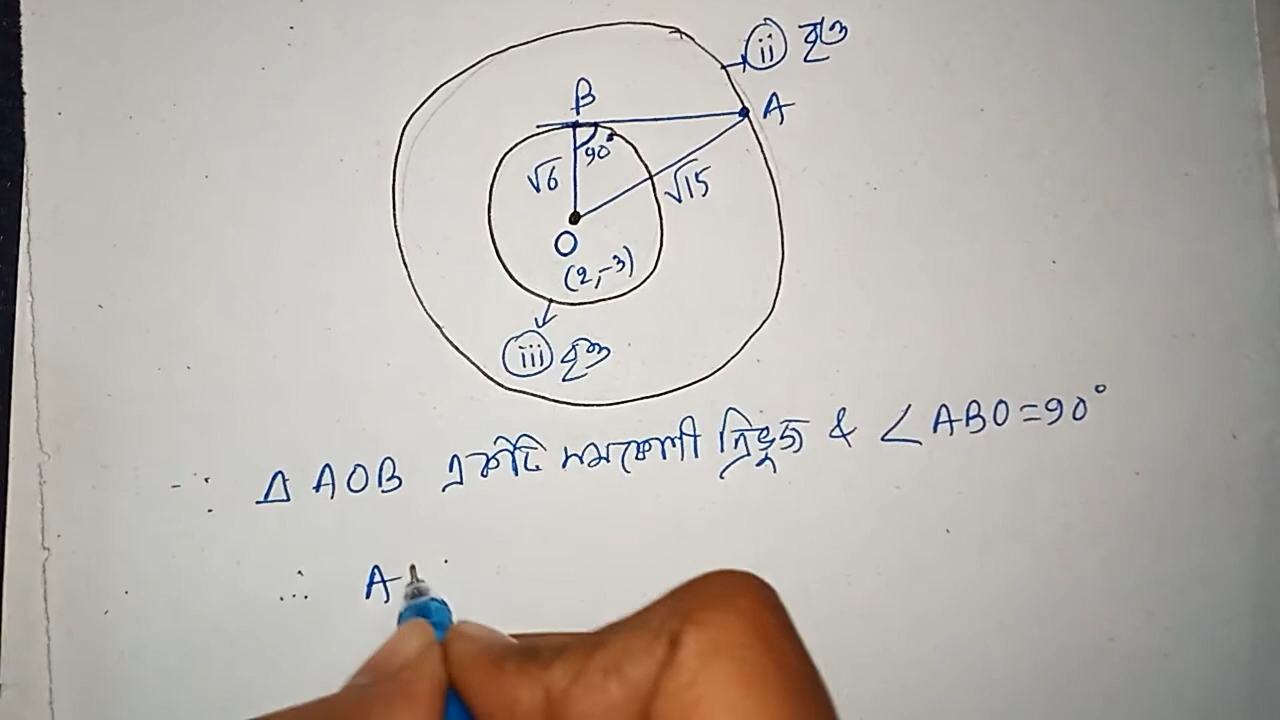 ii বৃত্ত
B
A
90°
√6
√15
O
(2,-3)
iii বৃত্ত
∴ Δ AOB একটি সমকোণী ত্রিভুজ & ∠ABO=90°
∴ A